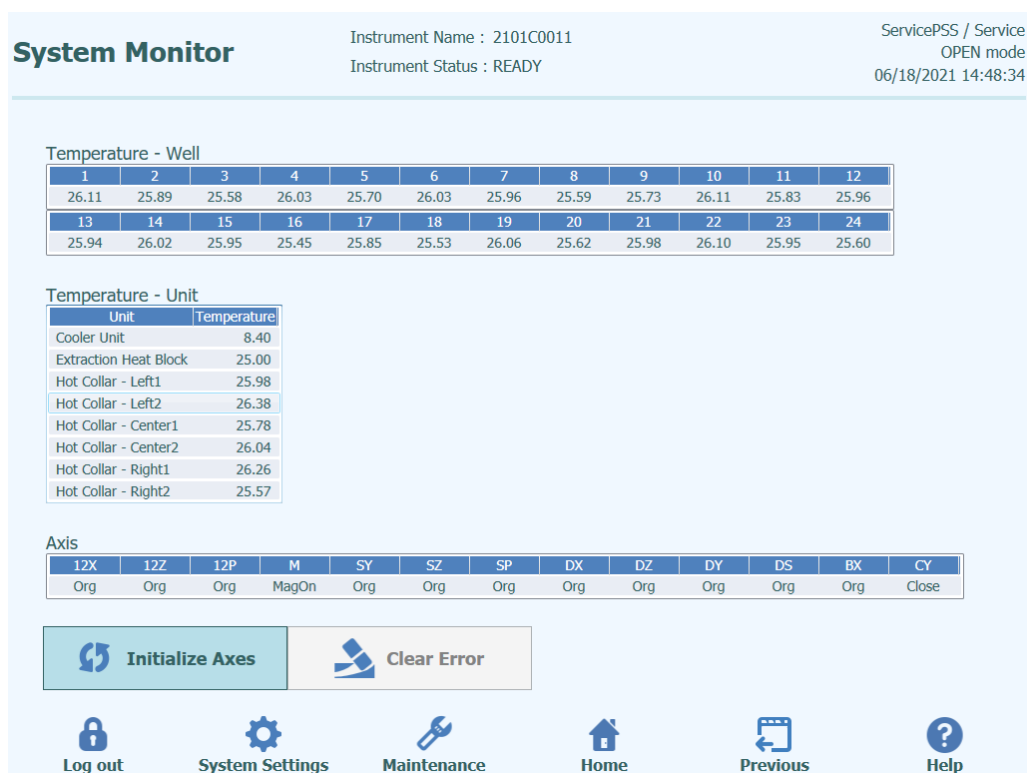 System Monitor
Instrument Name : 2101C0011
Instrument Status : READY
ServicePSS / Service
OPEN mode
06/18/2021 14:48:34
Temperature - Well
1 2 3 4 5 6 7 8 9 10 11 12
26.11 25.89 25.58 26.03 25.70 26.03 25.96 25.59 25.73 26.11 25.83 25.96
13 14 15 16 17 18 19 20 21 22 23 24
25.94 26.02 25.95 25.45 25.85 25.53 26.06 25.62 25.98 26.10 25.95 25.60
Temperature - Unit
Unit Temperature
Cooler Unit 8.40
Extraction Heat Block 25.00
Hot Collar - Left1 25.98
Hot Collar - Left2 26.38
Hot Collar - Center1 25.78
Hot Collar - Center2 26.04
Hot Collar - Right1 26.26
Hot Collar - Right2 25.57
Axis
12X 12Z 12P M SY SZ SP DX DZ DY DS BX CY
Org Org Org MagOn Org Org Org Org Org Org Org Org Close
Initialize Axes Clear Error
Log out System Settings Maintenance Home Previous Help